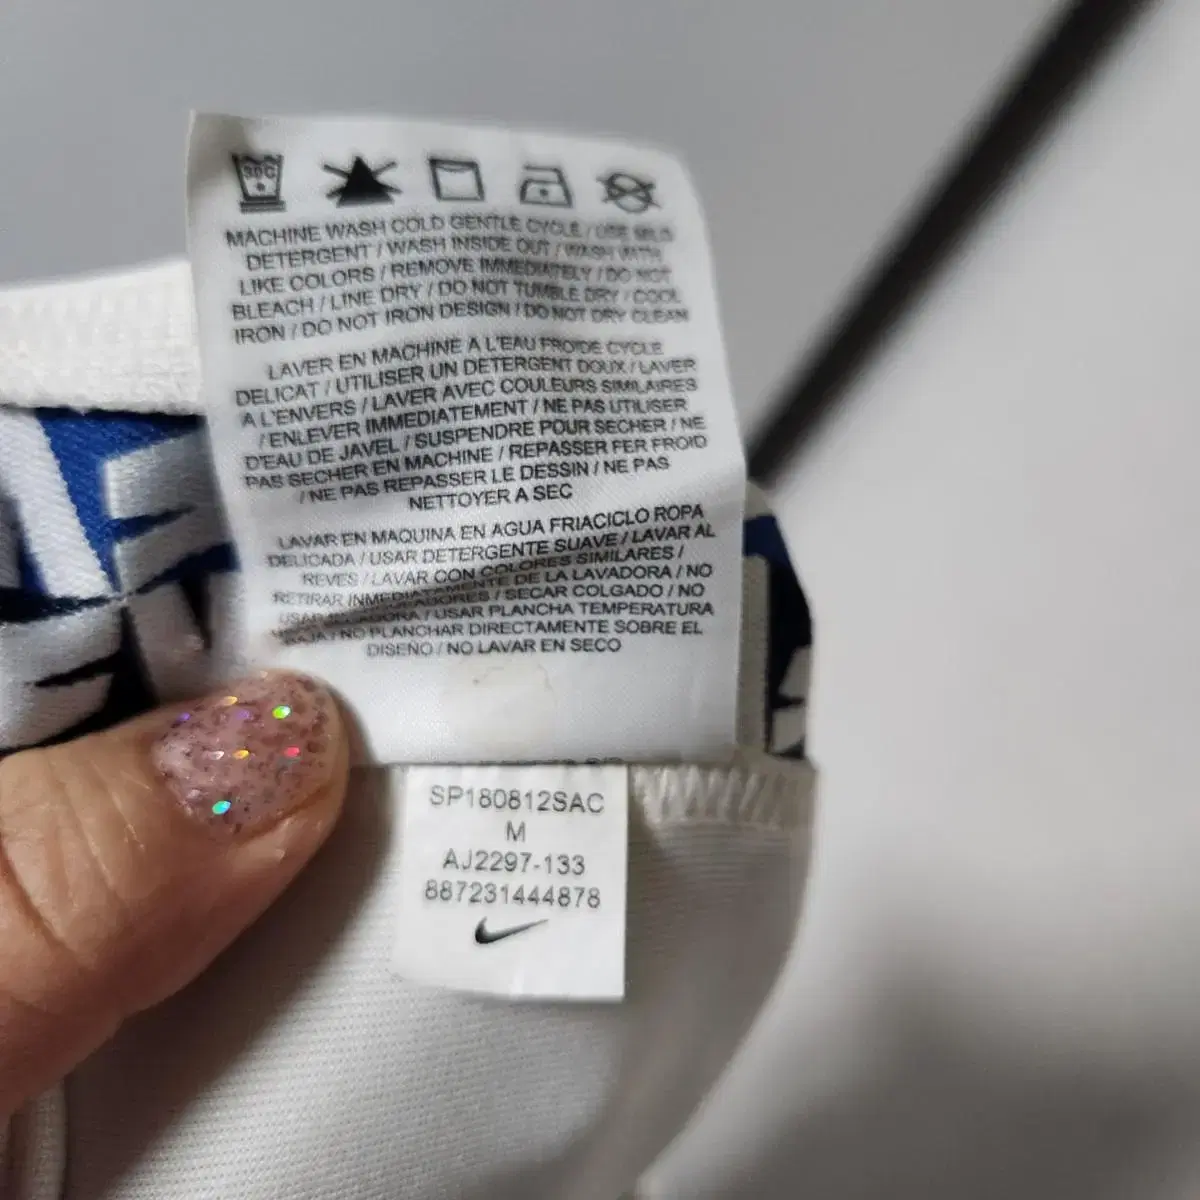 30C
MACHINE WASH COLD GENTLE CYCLE / USE MILD
DETERGENT / WASH INSIDE OUT / WASH WITH
LIKE COLORS / REMOVE IMMEDIATELY / DO NOT
BLEACH / LINE DRY / DO NOT TUMBLE DRY / COOL
IRON / DO NOT IRON DESIGN / DO NOT DRY CLEAN
LAVER EN MACHINE A L'EAU FROIDE CYCLE
DELICAT / UTILISER UN DETERGENT DOUX / LAVER
A L'ENVERS / LAVER AVEC COULEURS SIMILAIRES
/ ENLEVER IMMEDIATEMENT / NE PAS UTILISER
D'EAU DE JAVEL / SUSPENDRE POUR SECHER / NE
PAS SECHER EN MACHINE / REPASSER FER FROID
/ NE PAS REPASSER LE DESSIN / NE PAS
NETTOYER A SEC
LAVAR EN MAQUINA EN AGUA FRIACICLO ROPA
DELICADA / USAR DETERGENTE SUAVE / LAVAR AL
REVES / LAVAR CON COLORES SIMILARES /
RETIRAR INMEDIATAMENTE DE LA LAVADORA / NO
/ SECAR COLGADO / NO
/ USAR PLANCHA TEMPERATURA
BAJA / NO PLANCHAR DIRECTAMENTE SOBRE EL
DISEÑO / NO LAVAR EN SECO
SP180812SAC
M
AJ2297-133
887231444878